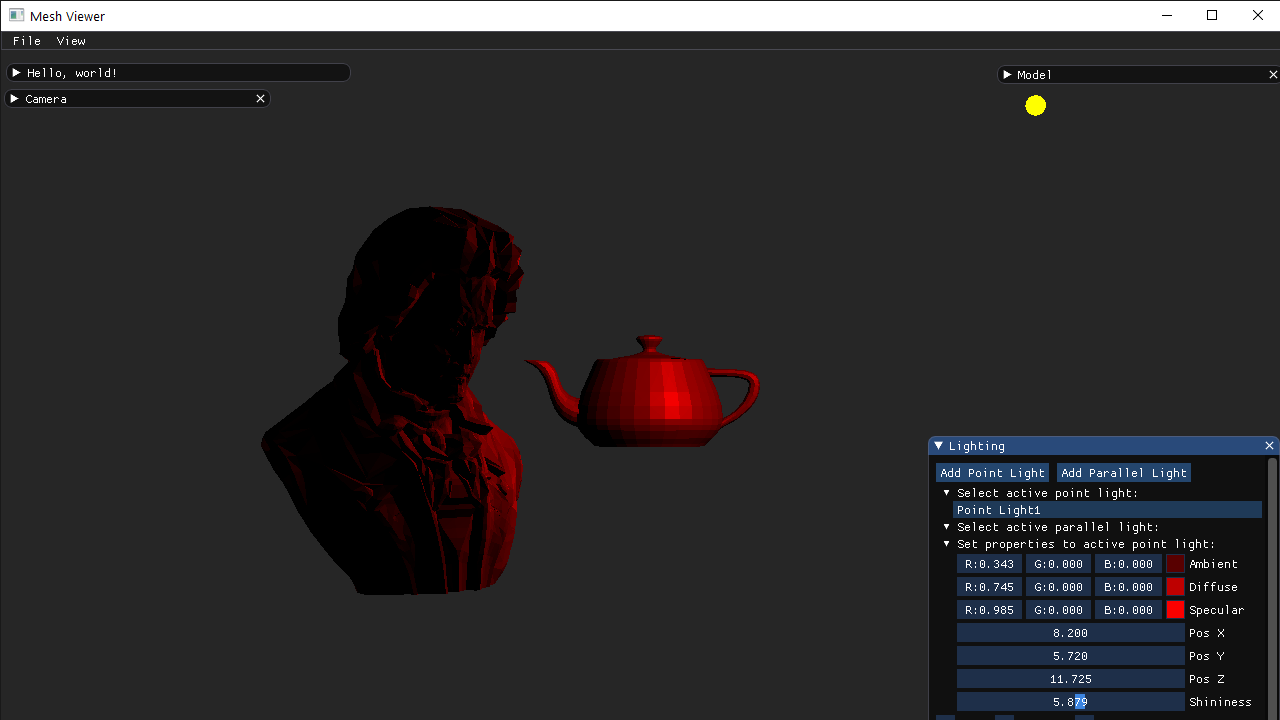 Mesh Viewer
File View
Hello, world!
Model
Camera
Lighting
Add Point Light Add Parallel Light
Select active point light:
Point Light1
Select active parallel light:
Set properties to active point light:
R:0.343 G:0.000 B:0.000 Ambient
R:0.745 G:0.000 B:0.000 Diffuse
R:0.985 G:0.000 B:0.000 Specular
8.200 Pos X
5.720 Pos Y
11.725 Pos Z
5.879 Shininess